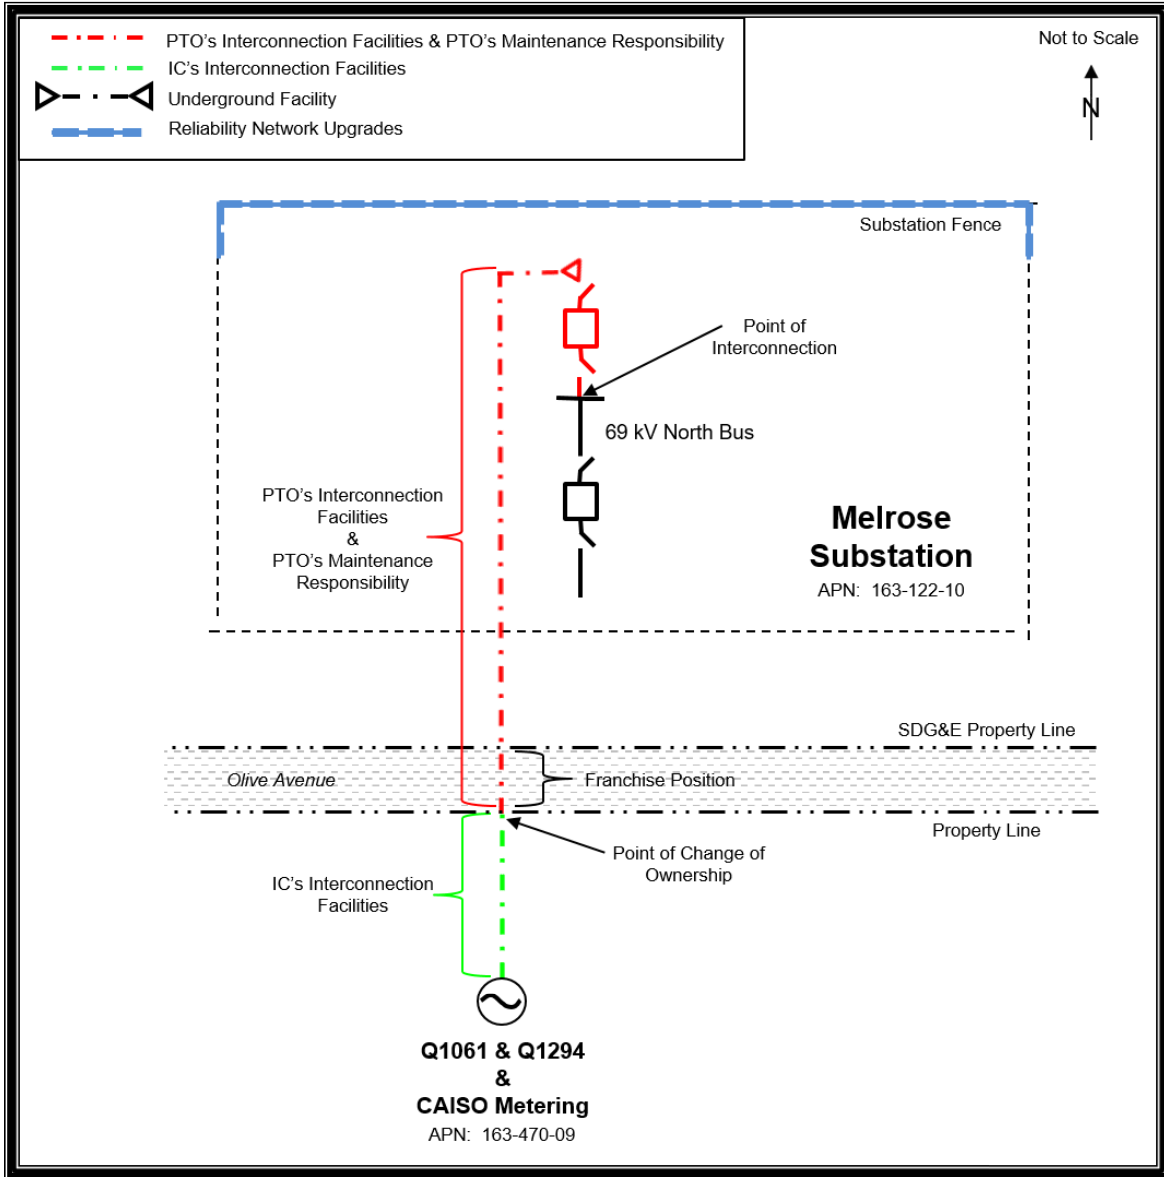 PTO's Interconnection Facilities & PTO's Maintenance Responsibility
IC's Interconnection Facilities
Underground Facility
Reliability Network Upgrades
Not to Scale
N
Substation Fence
Point of
Interconnection
69 kV North Bus
PTO's Interconnection
Facilities
&
PTO's Maintenance
Responsibility
Melrose
Substation
APN: 163-122-10
SDG&E Property Line
Olive Avenue
Franchise Position
Property Line
Point of Change of
Ownership
IC's Interconnection
Facilities
Q1061 & Q1294
&
CAISO Metering
APN: 163-470-09